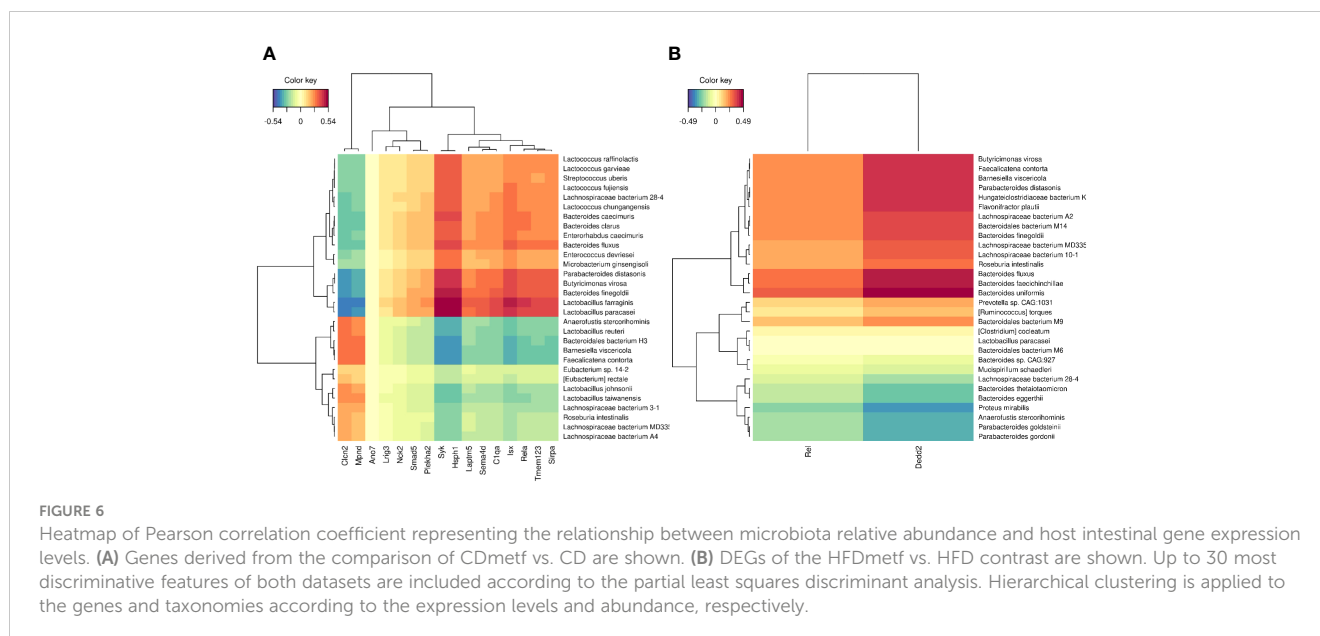 A
Color key
-0.54 0 0.54
Lactococcus raffinolactis
Lactococcus garvieae
Streptococcus uberis
Lactococcus fujiensis
Lachnospiraceae bacterium 28-4
Lactococcus chungangensis
Bacteroides caecimuris
Bacteroides clarus
Enterorhabdus caecimuris
Bacteroides fluxus
Enterococcus devriesei
Microbacterium ginsengisoli
Parabacteroides distasonis
Butyricimonas virosa
Bacteroides finegoldii
Lactobacillus farraginis
Lactobacillus paracasei
Anaerofustis stercorihominis
Lactobacillus reuteri
Bacteroidales bacterium H3
Barnesiella viscericola
Faecalicatena contorta
Eubacterium sp. 14-2
[Eubacterium] rectale
Lactobacillus johnsonii
Lactobacillus taiwanensis
Lachnospiraceae bacterium 3-1
Roseburia intestinalis
Lachnospiraceae bacterium MD335
Lachnospiraceae bacterium A4
Clcn2
Mpnd
Ano7
Lrig3
Nck2
Smad5
Plekha2
Syk
Hsph1
Laptm5
Sema4d
C1qa
Isx
Rela
Tmem123
Sirpa
B
Color key
-0.49 0 0.49
Butyricimonas virosa
Faecalicatena contorta
Barnesiella viscericola
Parabacteroides distasonis
Hungateiclostridiaceae bacterium K
Flavonifractor plautii
Lachnospiraceae bacterium A2
Bacteroidales bacterium M14
Bacteroides finegoldii
Lachnospiraceae bacterium MD335
Lachnospiraceae bacterium 10-1
Roseburia intestinalis
Bacteroides fluxus
Bacteroides faecichinchillae
Bacteroides uniformis
Prevotella sp. CAG:1031
[Ruminococcus] torques
Bacteroidales bacterium M9
[Clostridium] cocleatum
Lactobacillus paracasei
Bacteroidales bacterium M6
Bacteroides sp. CAG:927
Mucispirillum schaedleri
Lachnospiraceae bacterium 28-4
Bacteroides thetaiotaomicron
Bacteroides eggerthii
Proteus mirabilis
Anaerofustis stercorihominis
Parabacteroides goldsteinii
Parabacteroides gordonii
Rel
Dedd2
FIGURE 6
Heatmap of Pearson correlation coefficient representing the relationship between microbiota relative abundance and host intestinal gene expression
levels. (A) Genes derived from the comparison of CDmetf vs. CD are shown. (B) DEGs of the HFDmetf vs. HFD contrast are shown. Up to 30 most
discriminative features of both datasets are included according to the partial least squares discriminant analysis. Hierarchical clustering is applied to
the genes and taxonomies according to the expression levels and abundance, respectively.